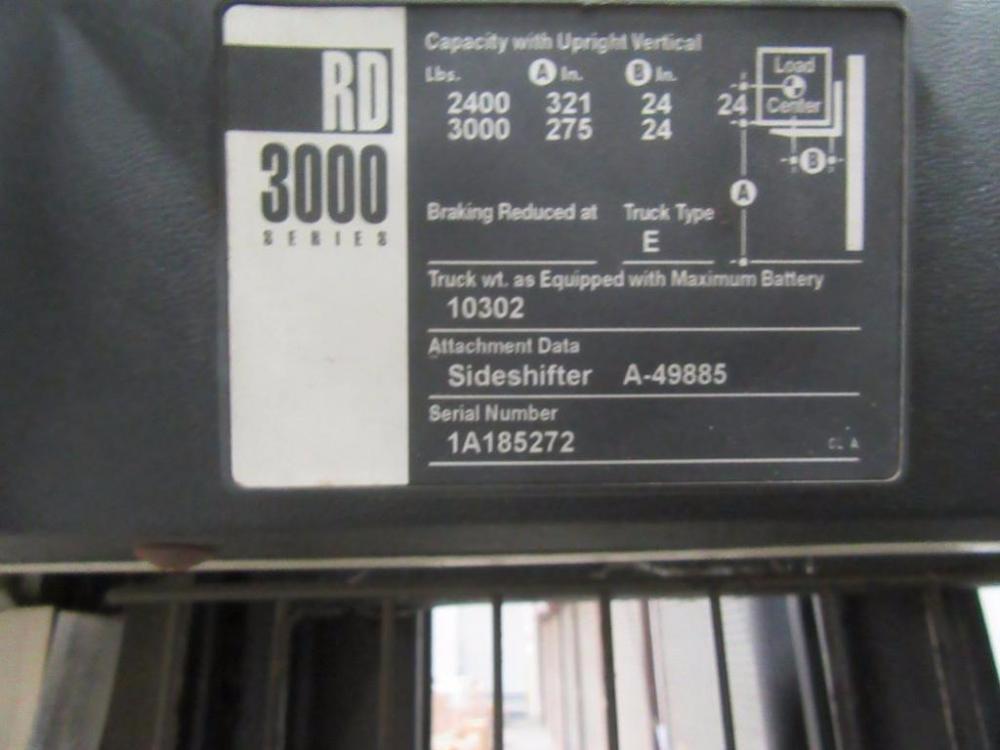 RD
3000
SERIES
Capacity with Upright Vertical
Lbs. A In. B In.
2400 321 24
3000 275 24
24
Load
Center
B
A
Braking Reduced at Truck Type
E
Truck wt. as Equipped with Maximum Battery
10302
Attachment Data
Sideshifter A-49885
Serial Number
1A185272